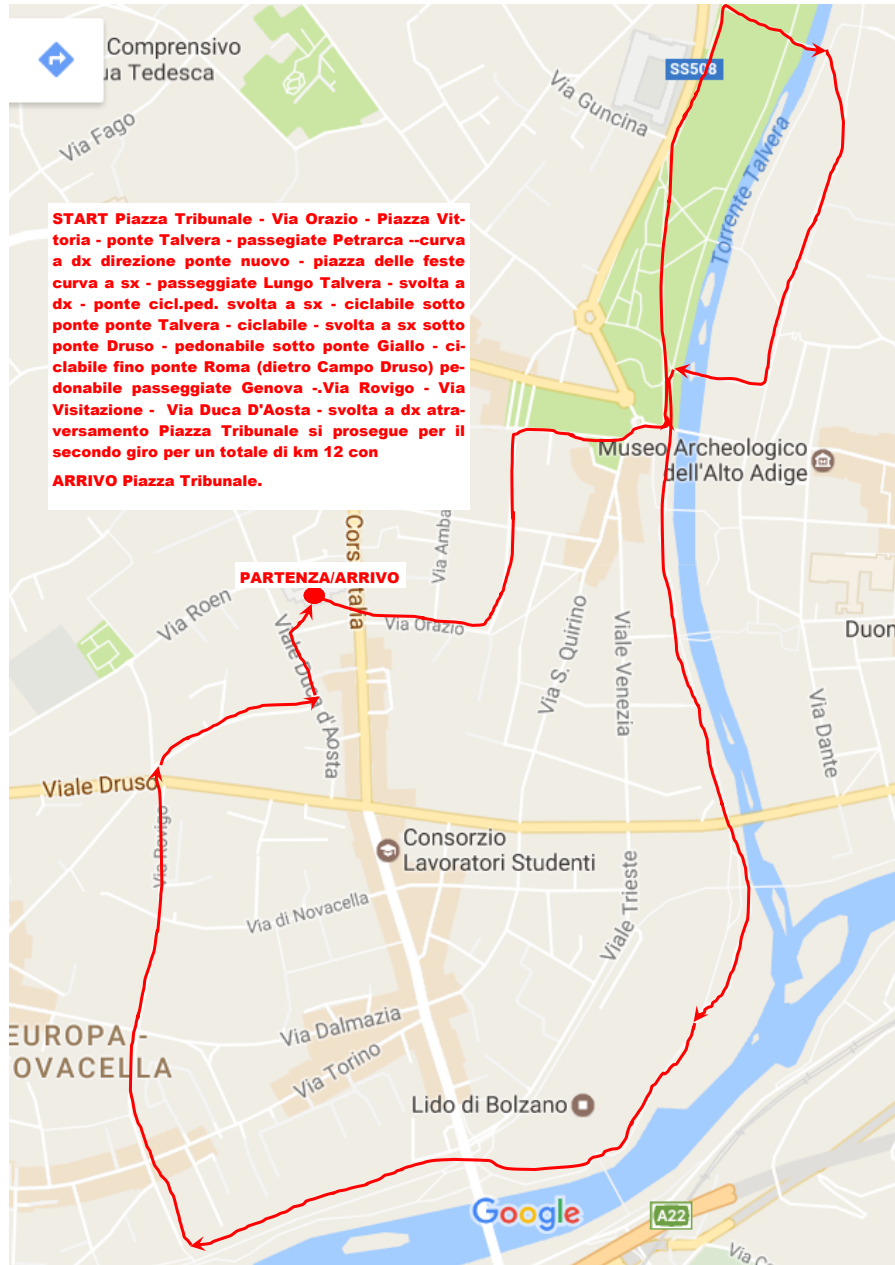 Comprensivo
ua Tedesca
SS508
Via Guncina
Via Fago
Torrente Talvera
START Piazza Tribunale - Via Orazio - Piazza Vit-
toria - ponte Talvera - passegiate Petrarca --curva
a dx direzione ponte nuovo - piazza delle feste
curva a sx - passeggiate Lungo Talvera - svolta a
dx - ponte cicl.ped. svolta a sx - ciclabile sotto
ponte ponte Talvera - ciclabile - svolta a sx sotto
ponte Druso - pedonabile sotto ponte Giallo - ci-
clabile fino ponte Roma (dietro Campo Druso) pe-
donabile passeggiate Genova -.Via Rovigo - Via
Visitazione - Via Duca D'Aosta - svolta a dx atra-
versamento Piazza Tribunale si prosegue per il
secondo giro per un totale di km 12 con
ARRIVO Piazza Tribunale.
Museo Archeologico
dell'Alto Adige
Cors
Italia
Via Amba
PARTENZA/ARRIVO
Via Roen
Via Orazio
Viale Duca d'Aosta
Via S. Quirino
Viale Venezia
Duon
Via Dante
Viale Druso
Via Rovigo
Consorzio
Lavoratori Studenti
Via di Novacella
Viale Trieste
EUROPA -
OVACELLA
Via Dalmazia
Via Torino
Lido di Bolzano
Google
A22